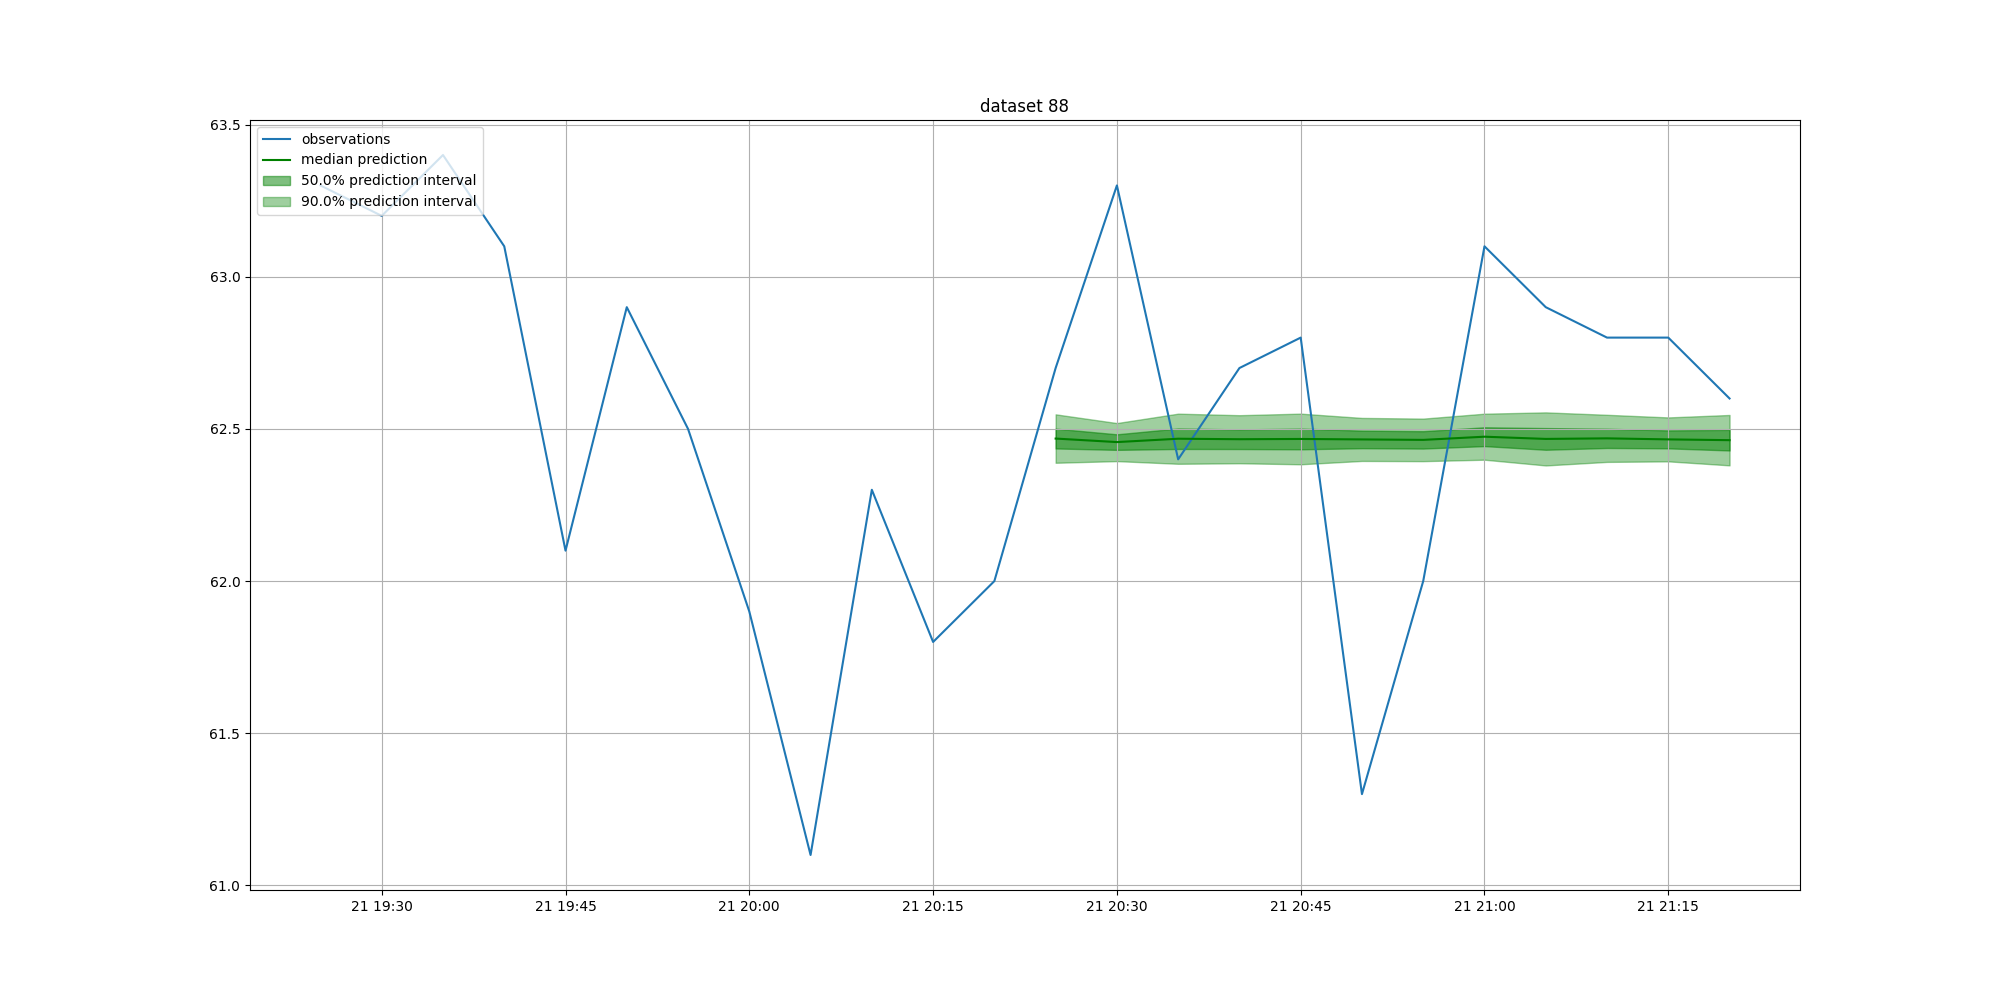 dataset 88
63.5
63.0
62.5
62.0
61.5
61.0
observations
median prediction
50.0% prediction interval
90.0% prediction interval
21 19:30 21 19:45 21 20:00 21 20:15 21 20:30 21 20:45 21 21:00 21 21:15